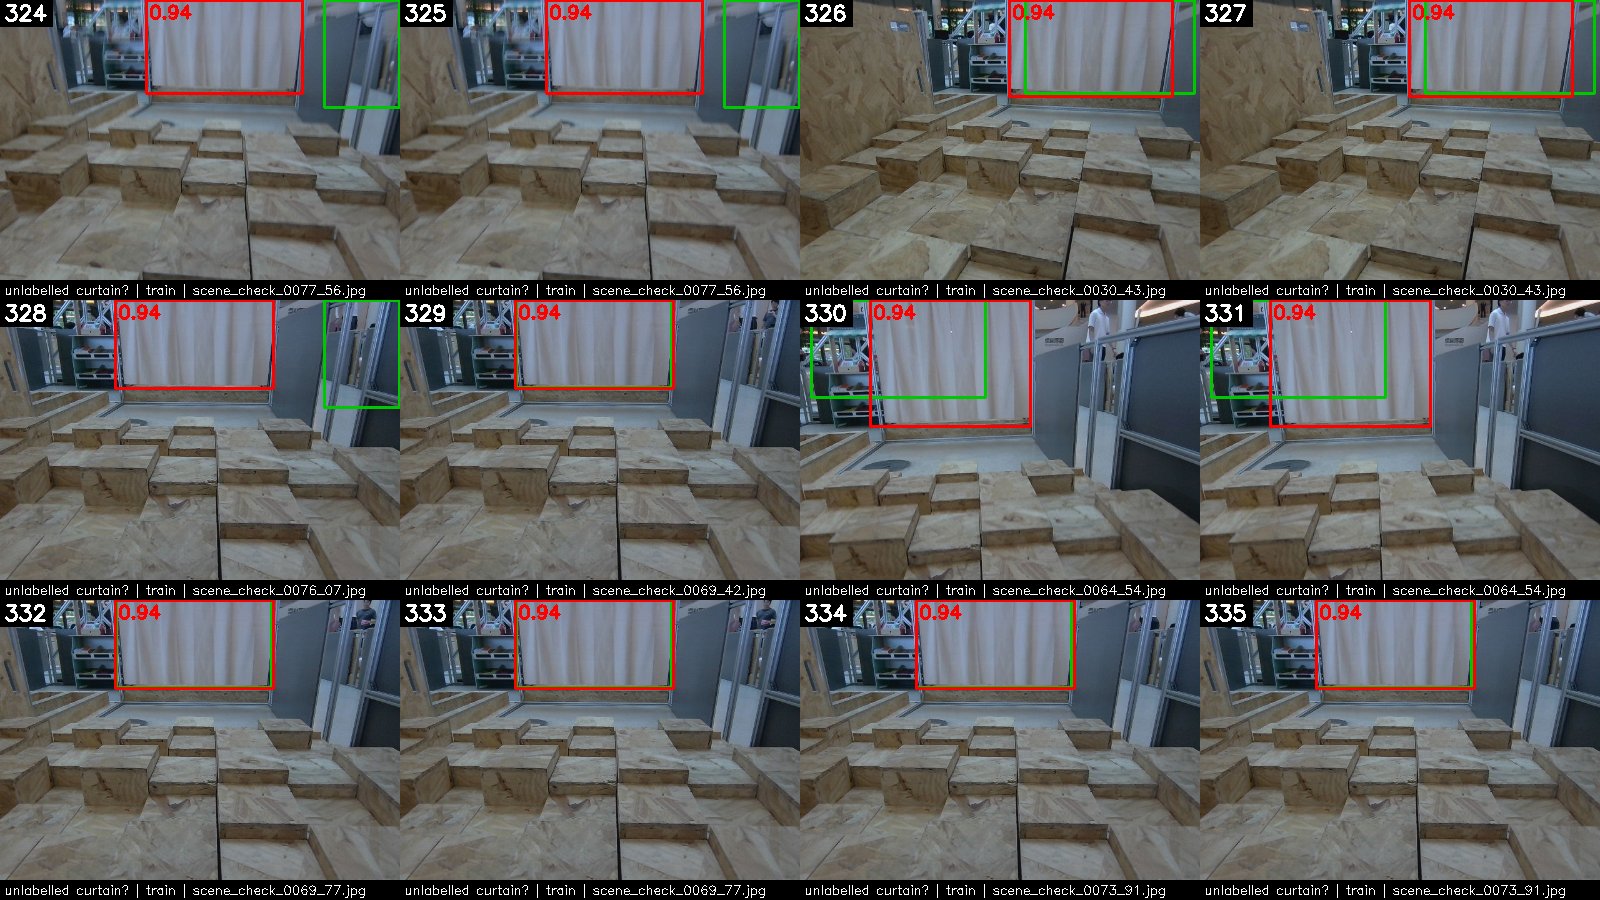 324 0.94
325 0.94
326 0.94
327 0.94
unlabelled curtain? | train | scene_check_0077_56.jpg
unlabelled curtain? | train | scene_check_0077_56.jpg
unlabelled curtain? | train | scene_check_0030_43.jpg
unlabelled curtain? | train | scene_check_0030_43.jpg
328 0.94
329 0.94
330 0.94
331 0.94
unlabelled curtain? | train | scene_check_0076_07.jpg
unlabelled curtain? | train | scene_check_0069_42.jpg
unlabelled curtain? | train | scene_check_0064_54.jpg
unlabelled curtain? | train | scene_check_0064_54.jpg
332 0.94
333 0.94
334 0.94
335 0.94
unlabelled curtain? | train | scene_check_0069_77.jpg
unlabelled curtain? | train | scene_check_0069_77.jpg
unlabelled curtain? | train | scene_check_0073_91.jpg
unlabelled curtain? | train | scene_check_0073_91.jpg